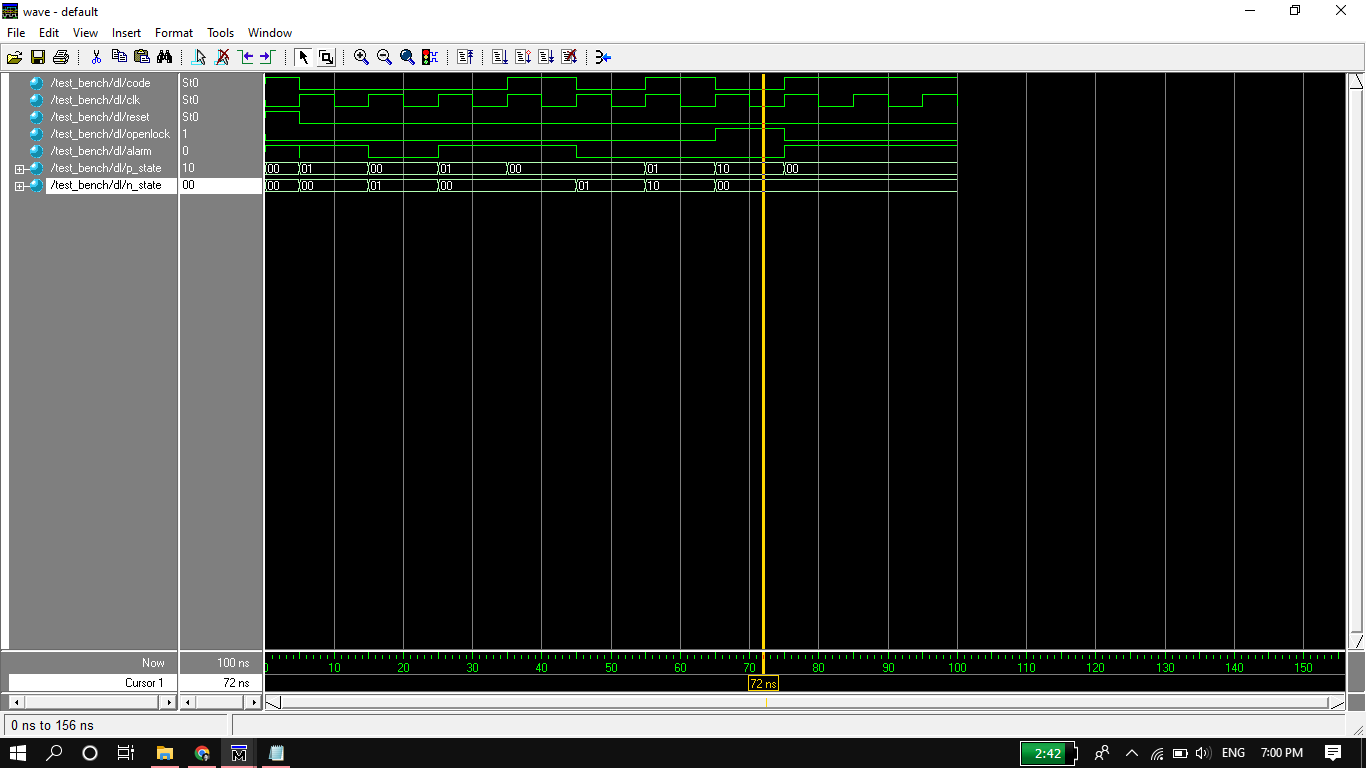 wave - default
File Edit View Insert Format Tools Window
/test_bench/dl/code St0
/test_bench/dl/clk St0
/test_bench/dl/reset St0
/test_bench/dl/openlock 1
/test_bench/dl/alarm 0
/test_bench/dl/p_state 10 00 01 00 01 00 01 10 00
/test_bench/dl/n_state 00 00 00 01 00 01 10 00
Now 100 ns 0 10 20 30 40 50 60 70 80 90 100 110 120 130 140 150
Cursor 1 72 ns 72 ns
0 ns to 156 ns
2:42 ENG 7:00 PM